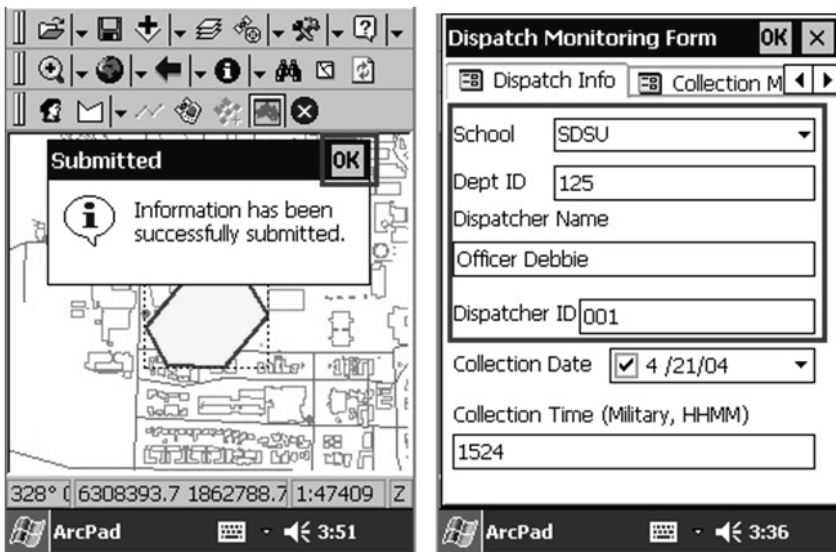 Submitted OK
Information has been
successfully submitted.
328° ( 6308393.7 1862788.7 1:47409 Z
ArcPad 3:51
Dispatch Monitoring Form OK
Dispatch Info Collection M
School SDSU
Dept ID 125
Dispatcher Name
Officer Debbie
Dispatcher ID 001
Collection Date 4 /21/04
Collection Time (Military, HHMM)
1524
ArcPad 3:36